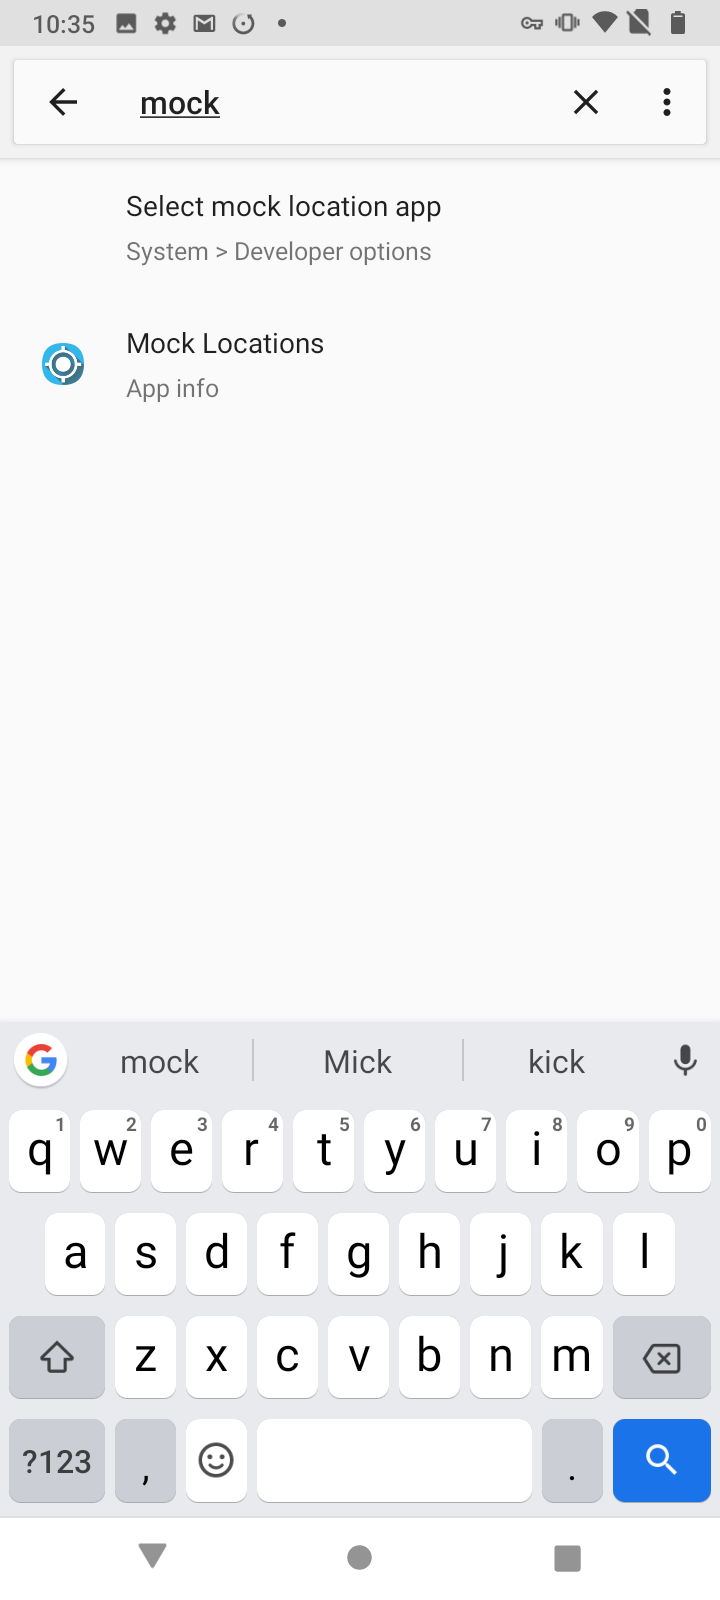 10:35
mock
Select mock location app
System > Developer options
Mock Locations
App info
mock Mick kick
1 2 3 4 5 6 7 8 9 0
q w e r t y u i o p
a s d f g h j k l
z x c v b n m
?123 , .